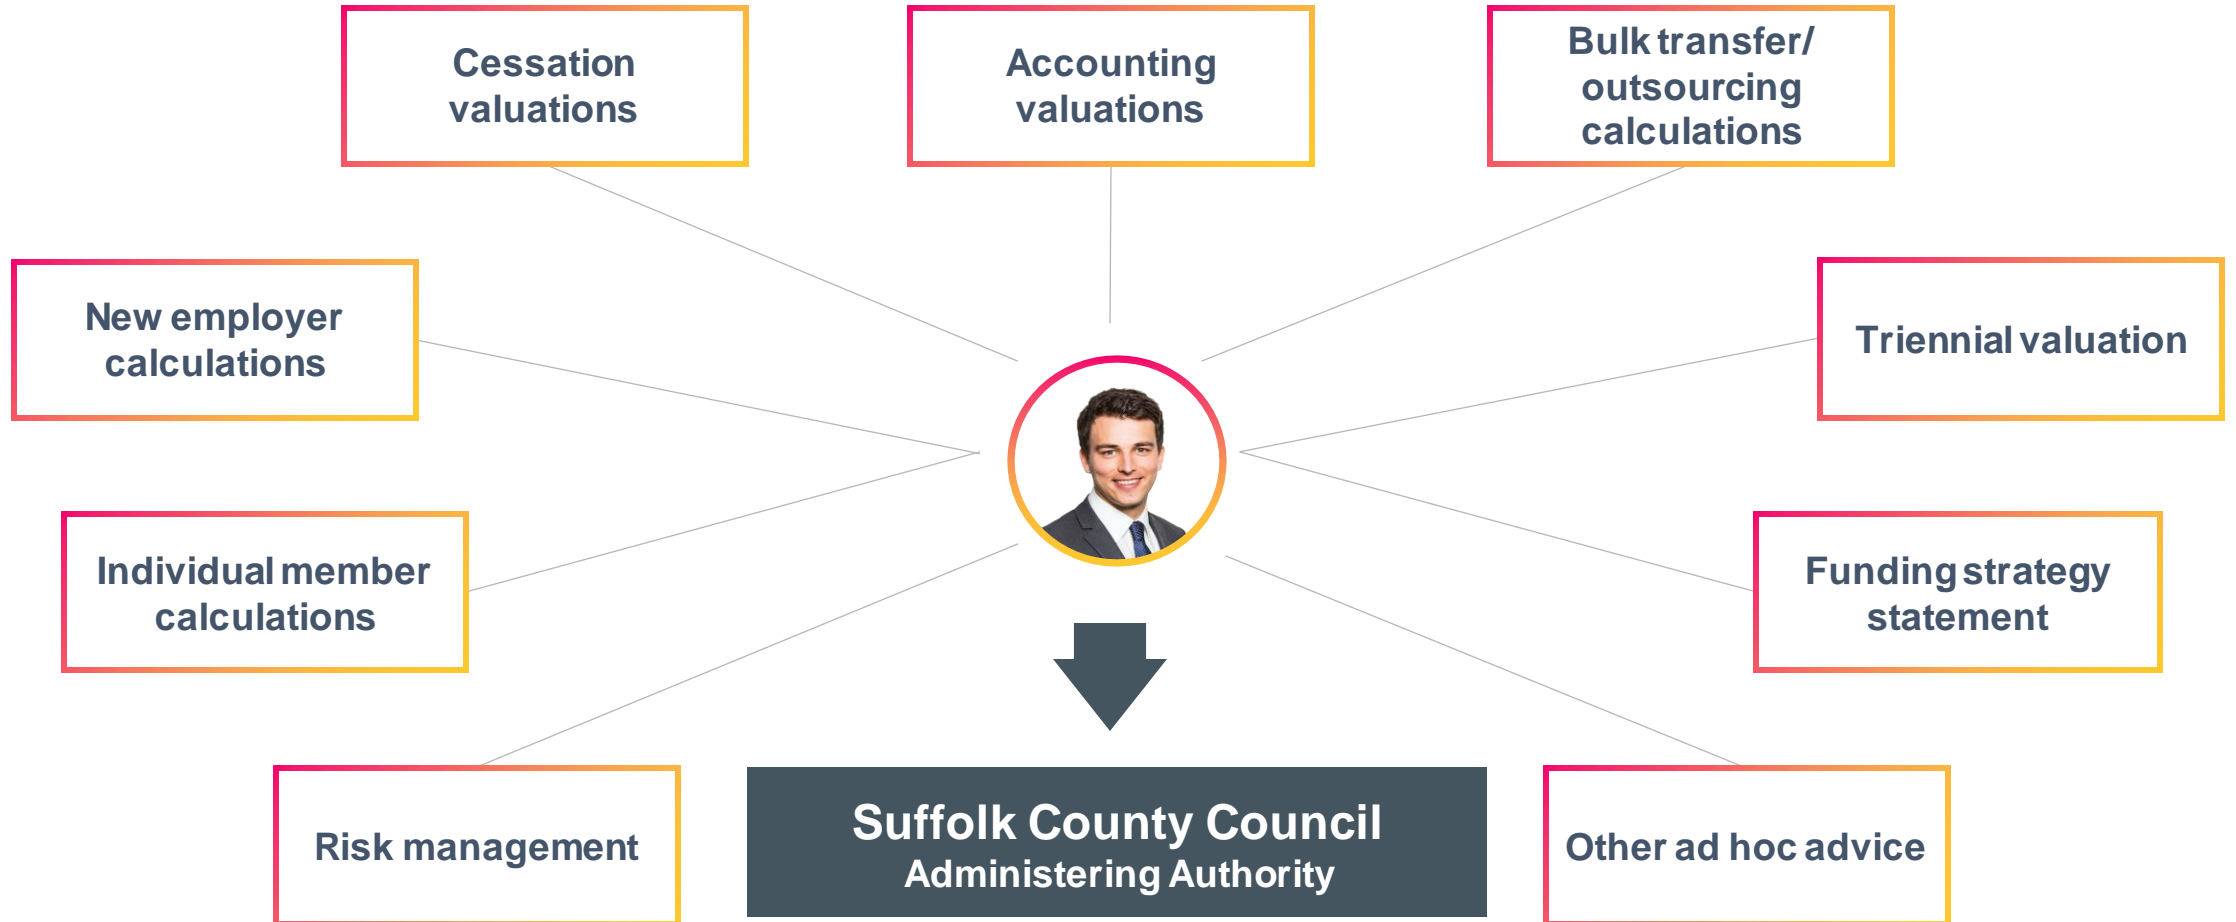 Cessation
valuations
Accounting
valuations
Bulk transfer/
outsourcing
calculations
New employer
calculations
Triennial valuation
Individual member
calculations
Funding strategy
statement
Risk management
Suffolk County Council
Administering Authority
Other ad hoc advice